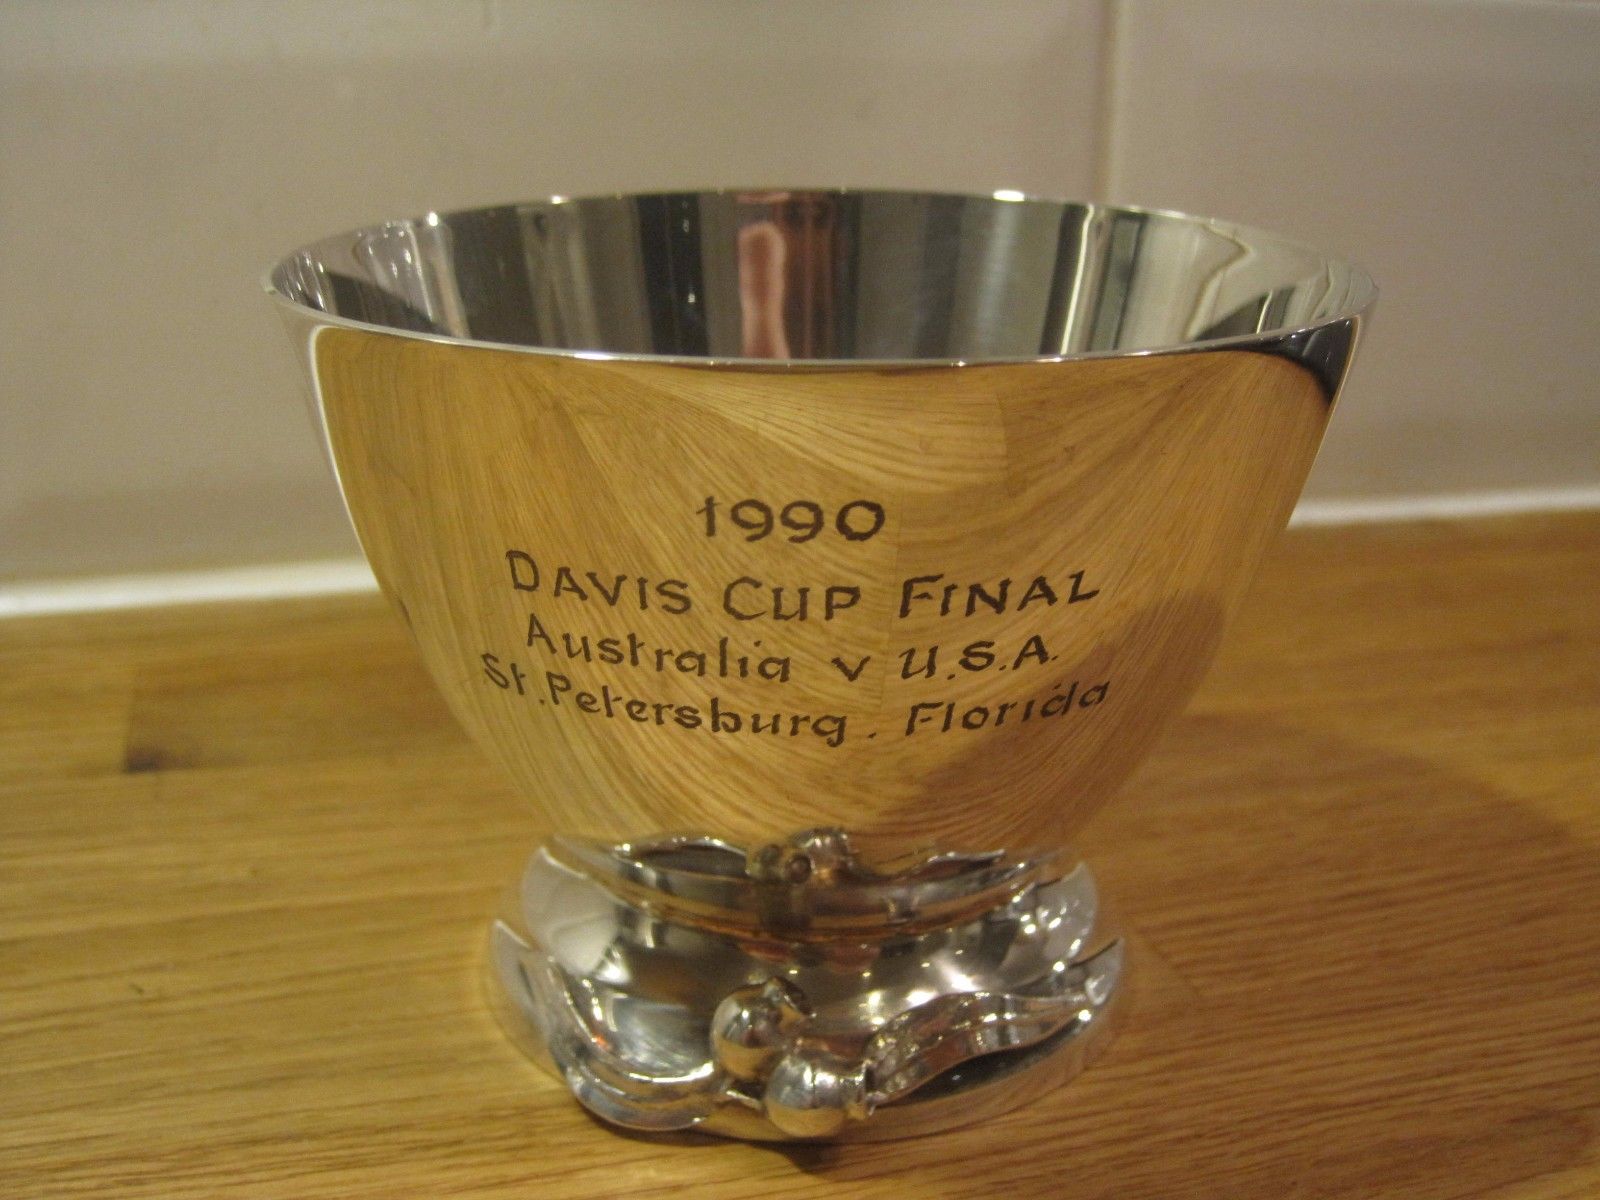 1990
DAVIS CUP FINAL
Australia v U.S.A.
St. Petersburg . Florida